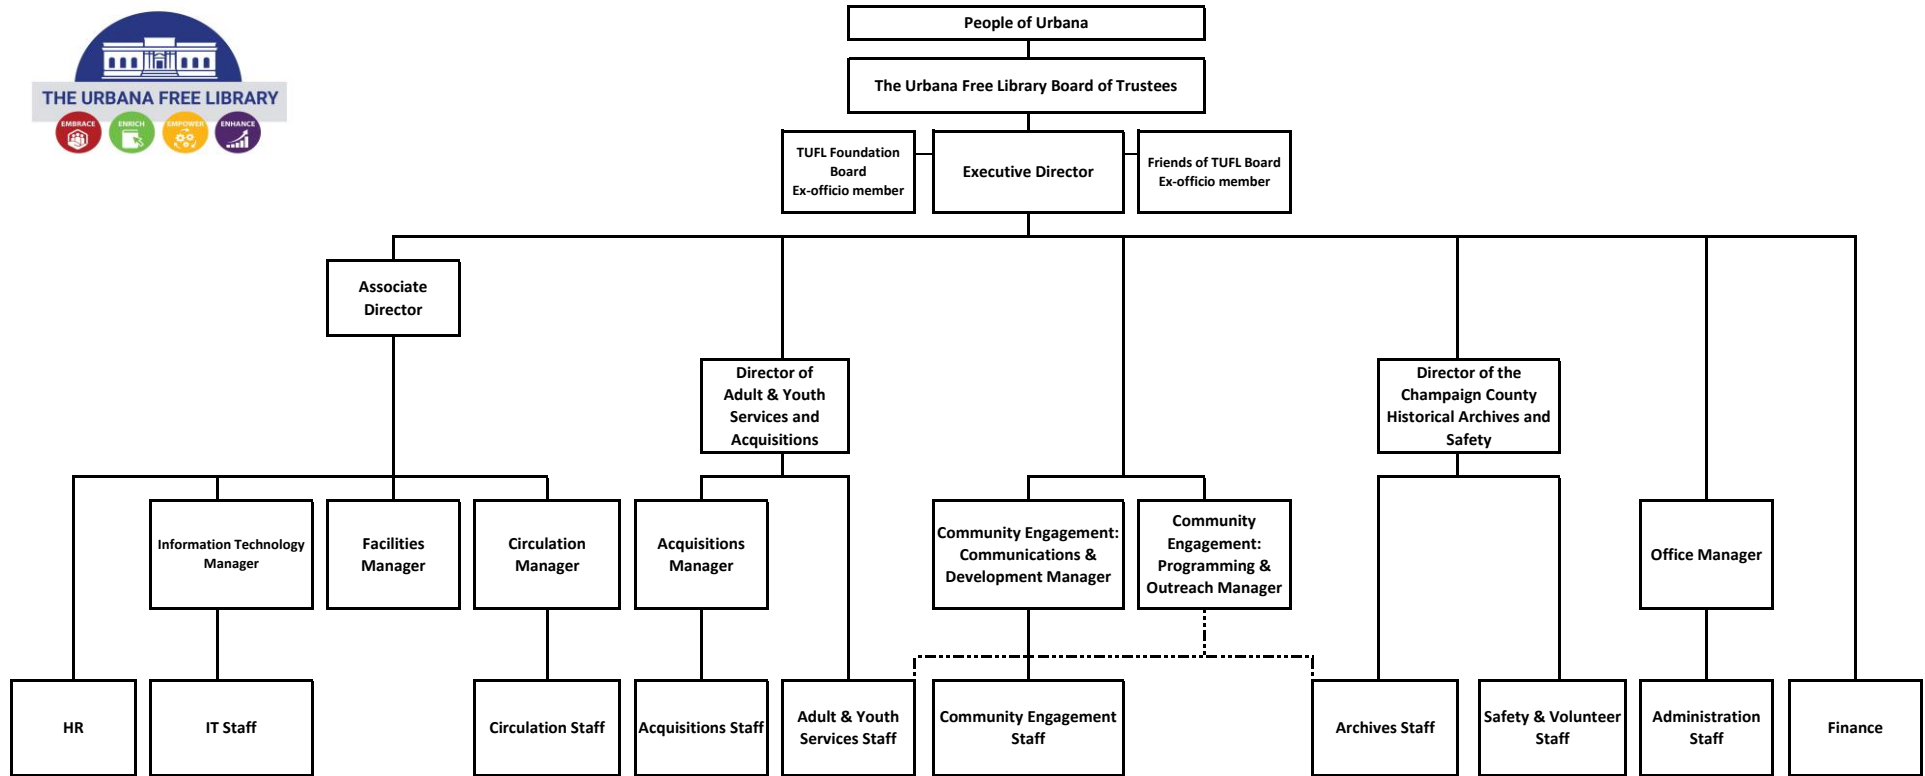 People of Urbana
THE URBANA FREE LIBRARY
EMBRACE
ENRICH
EMPOWER
ENHANCE
The Urbana Free Library Board of Trustees
TUFL Foundation
Board
Ex-officio member
Executive Director
Friends of TUFL Board
Ex-officio member
Associate
Director
Director of
Adult & Youth
Services and
Acquisitions
Director of the
Champaign County
Historical Archives and
Safety
Information Technology
Manager
Facilities
Manager
Circulation
Manager
Acquisitions
Manager
Community Engagement:
Communications &
Development Manager
Community
Engagement:
Programming &
Outreach Manager
Office Manager
HR
IT Staff
Circulation Staff
Acquisitions Staff
Adult & Youth
Services Staff
Community Engagement
Staff
Archives Staff
Safety & Volunteer
Staff
Administration
Staff
Finance